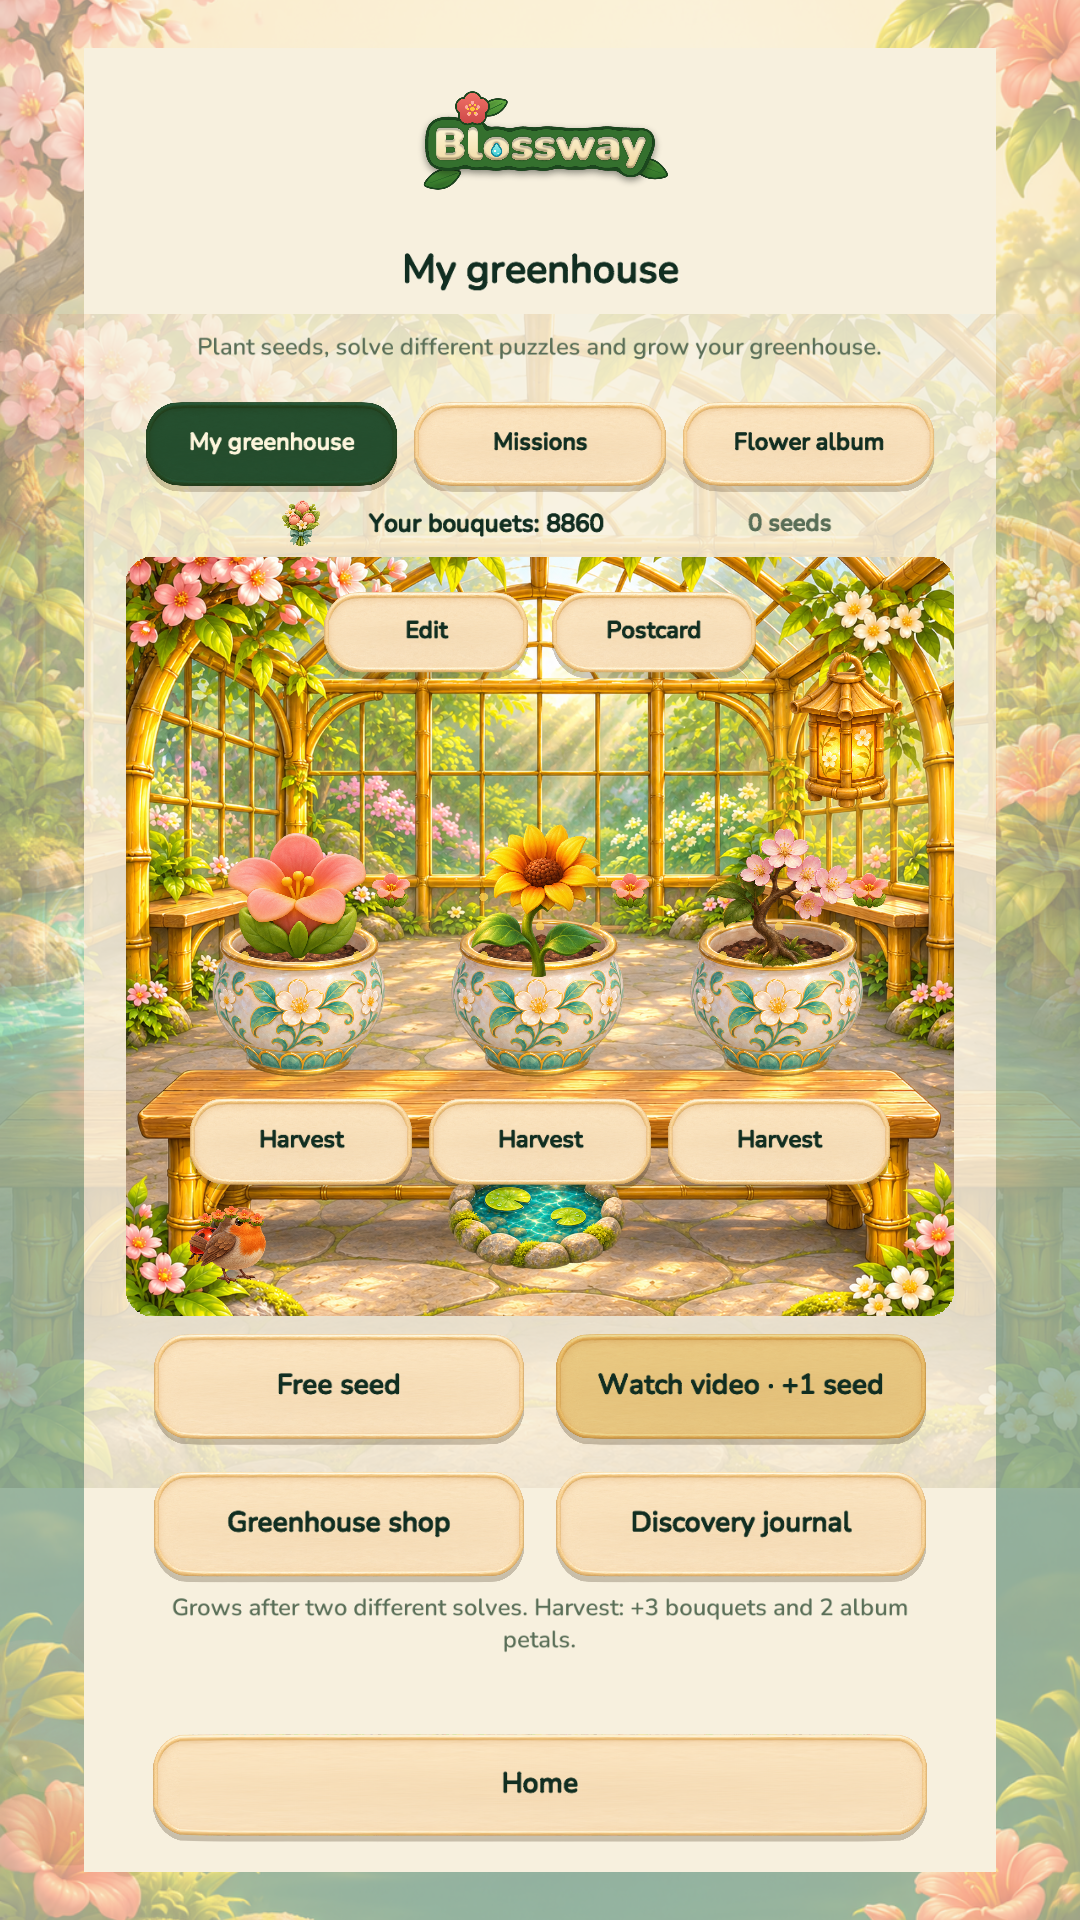 Blossway
My greenhouse
Plant seeds, solve different puzzles and grow your greenhouse.
My greenhouse
Missions
Flower album
Your bouquets: 8860
0 seeds
Edit
Postcard
Harvest
Harvest
Harvest
Free seed
Watch video · +1 seed
Greenhouse shop
Discovery journal
Grows after two different solves. Harvest: +3 bouquets and 2 album
petals.
Home